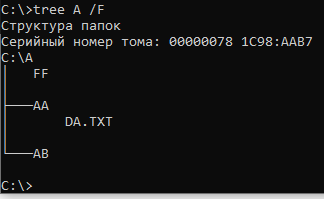 C:\>tree A /F
Структура папок
Серийный номер тома: 00000078 1C98:AAB7
C:\A
│   FF
│
├───AA
│       DA.TXT
│
└───AB

C:\>